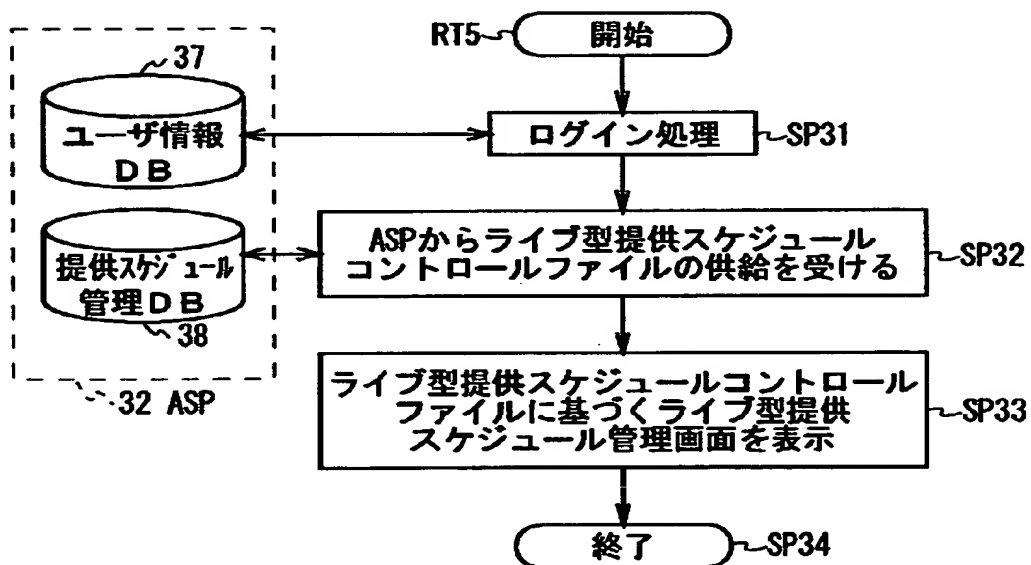 RT5 開始
37
ユーザ情報
DB
ログイン処理 SP31
提供スケジュール
管理DB
38
32 ASP
ASPからライブ型提供スケジュール
コントロールファイルの供給を受ける SP32
ライブ型提供スケジュールコントロール
ファイルに基づくライブ型提供
スケジュール管理画面を表示 SP33
終了 SP34